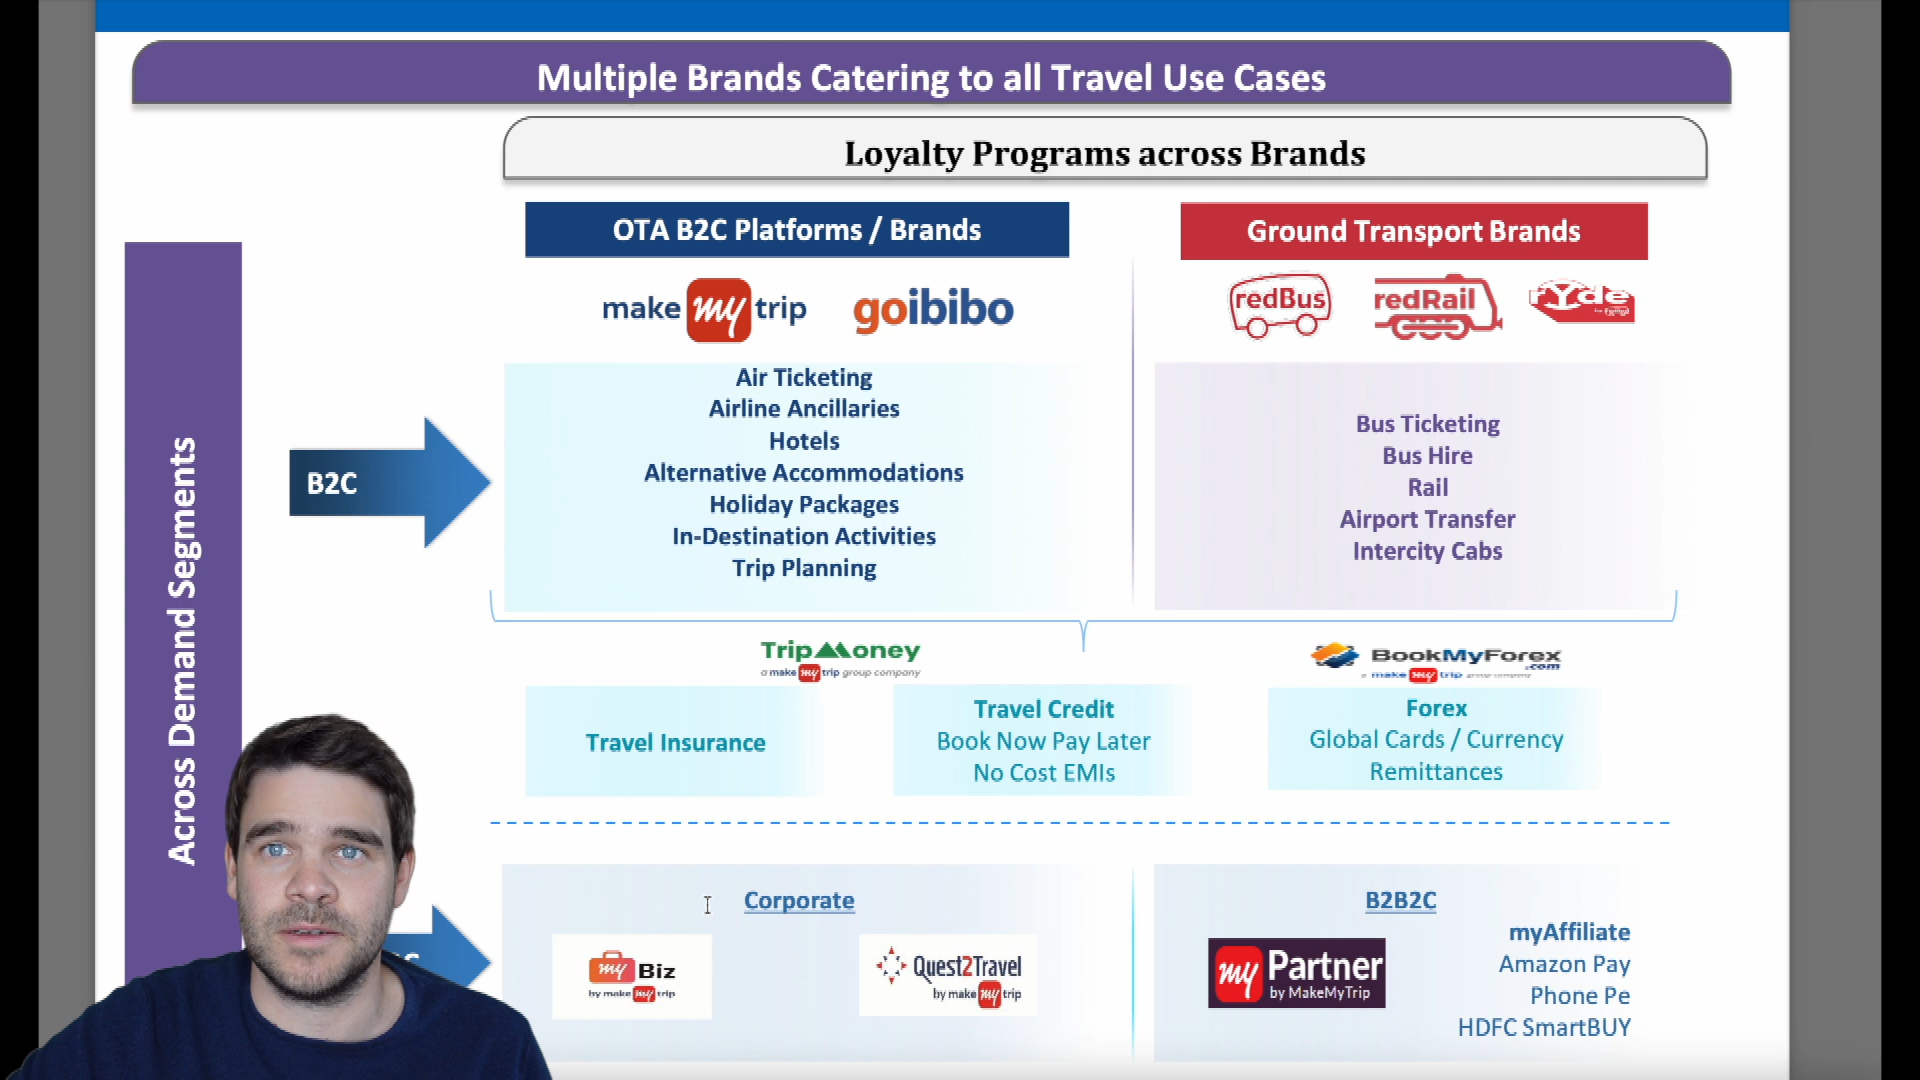 Multiple Brands Catering to all Travel Use Cases
Loyalty Programs across Brands
Across Demand Segments
B2C
OTA B2C Platforms / Brands
make my trip
goibibo
Air Ticketing
Airline Ancillaries
Hotels
Alternative Accommodations
Holiday Packages
In-Destination Activities
Trip Planning
Ground Transport Brands
redBus
redRail
rYde
Bus Ticketing
Bus Hire
Rail
Airport Transfer
Intercity Cabs
TripMoney
a make my trip group company
Travel Insurance
Travel Credit
Book Now Pay Later
No Cost EMIs
BookMyForex
.com
a make my trip group company
Forex
Global Cards / Currency
Remittances
Corporate
my Biz
by make my trip
Quest2Travel
by make my trip
B2B2C
my Partner
by MakeMyTrip
myAffiliate
Amazon Pay
Phone Pe
HDFC SmartBUY